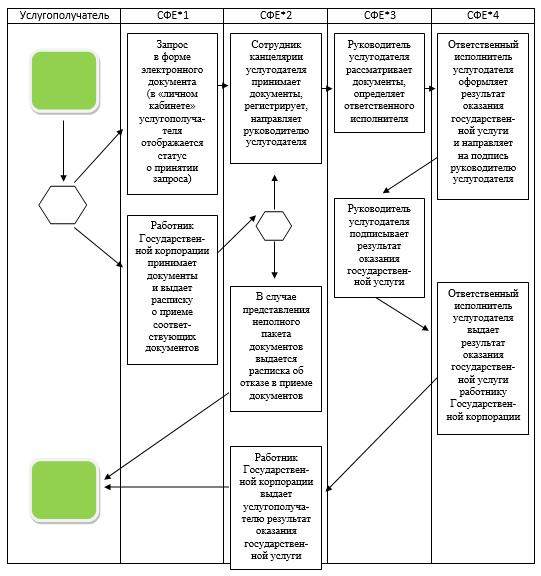 Услугополучатель
СФЕ*1
СФЕ*2
СФЕ*3
СФЕ*4
Запрос
в форме
электронного
документа
(в «личном
кабинете»
услугополуча-
теля
отображается
статус
о принятии
запроса)
Сотрудник
канцелярии
услугодателя
принимает
документы,
регистрирует,
направляет
руководителю
услугодателя
Руководитель
услугодателя
рассматривает
документы,
определяет
ответственного
исполнителя
Ответственный
исполнитель
услугодателя
оформляет
результат
оказания
государствен-
ной услуги
и направляет
на подпись
руководителю
услугодателя
Работник
Государствен-
ной корпорации
принимает
документы
и выдает
расписку
о приеме
соответ-
ствующих
документов
Руководитель
услугодателя
подписывает
результат
оказания
государствен-
ной услуги
В случае
представления
неполного
пакета
документов
выдается
расписка об
отказе в приеме
документов
Ответственный
исполнитель
услугодателя
выдает
результат
оказания
государствен-
ной услуги
работнику
Государствен-
ной корпорации
Работник
Государствен-
ной корпорации
выдает
услугополуча-
телю результат
оказания
государствен-
ной услуги